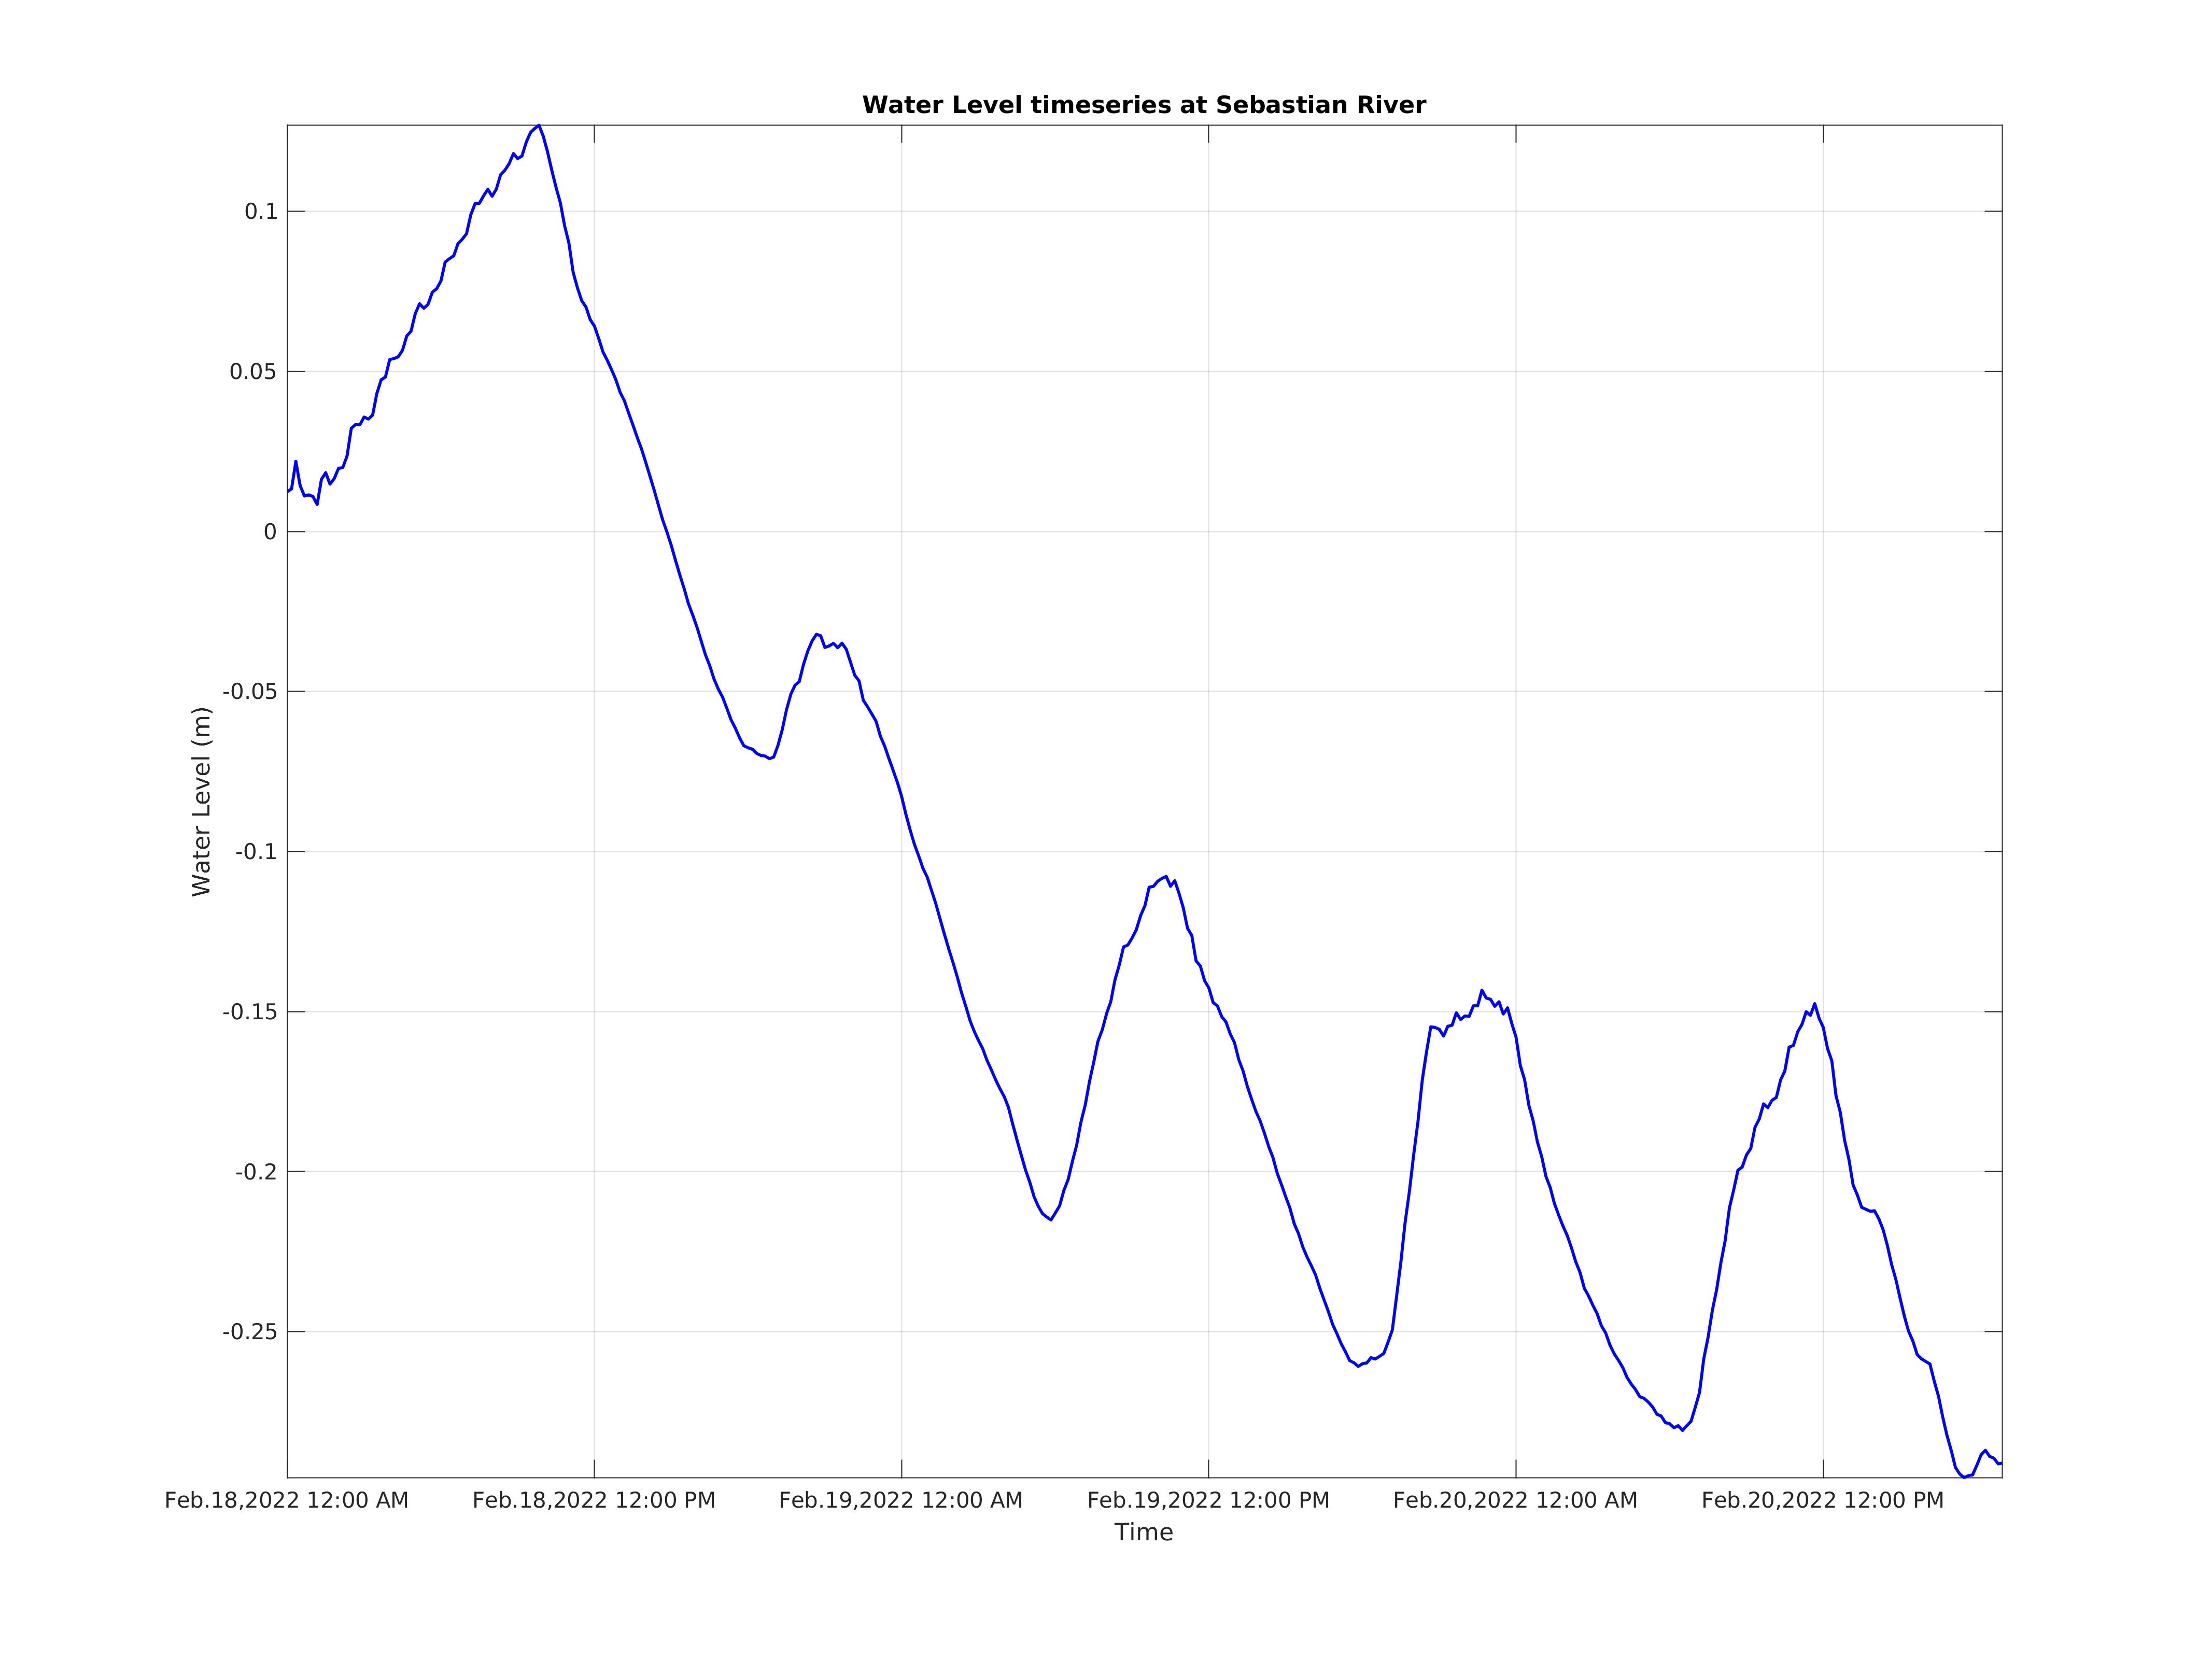 Water Level timeseries at Sebastian River
0.1
0.05
0
-0.05
-0.1
-0.15
-0.2
-0.25
Water Level (m)
Feb.18,2022 12:00 AM Feb.18,2022 12:00 PM Feb.19,2022 12:00 AM Feb.19,2022 12:00 PM Feb.20,2022 12:00 AM Feb.20,2022 12:00 PM
Time